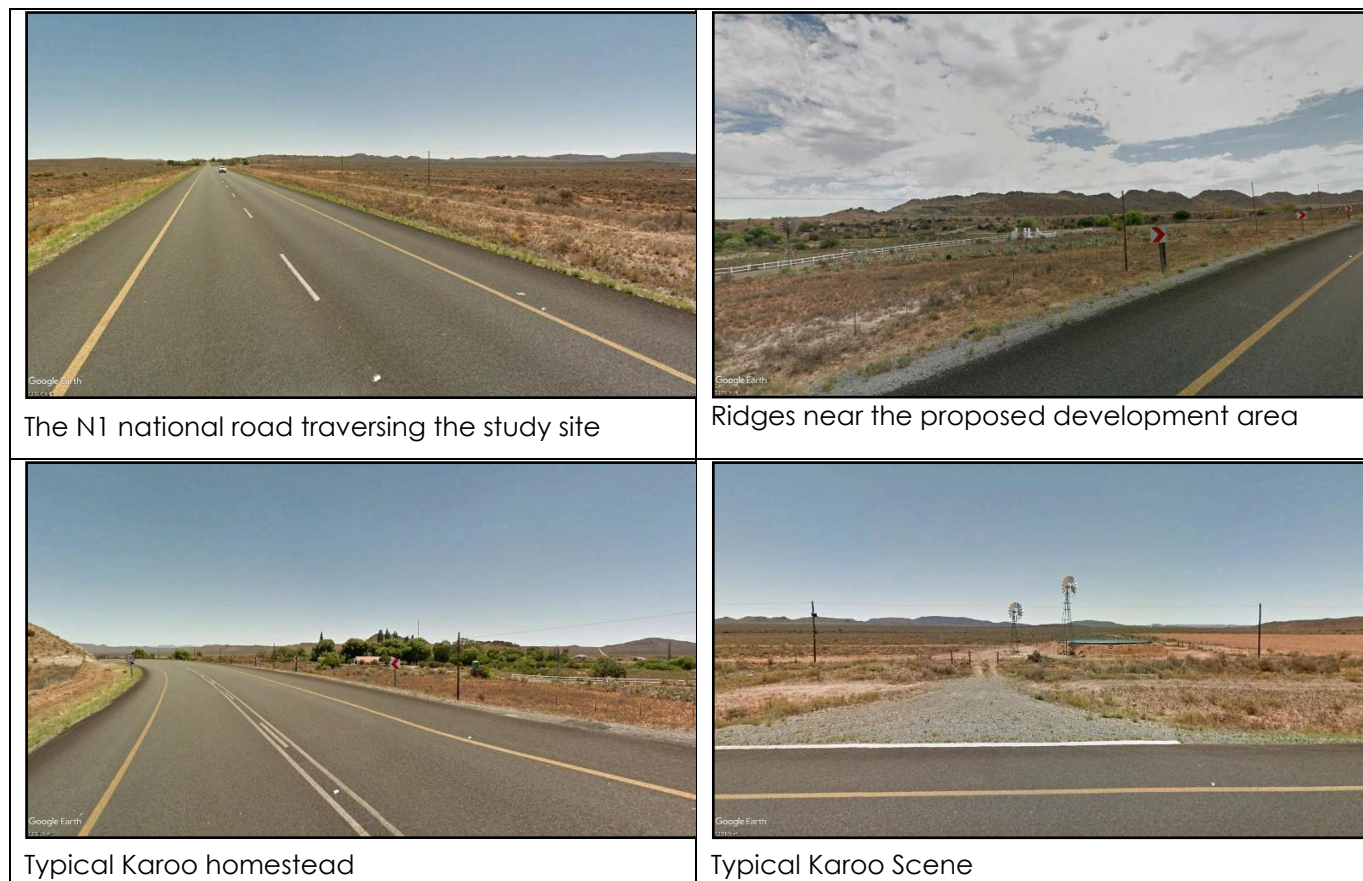 Google Earth
The N1 national road traversing the study site
Google Earth
Ridges near the proposed development area
Google Earth
Typical Karoo homestead
Google Earth
Typical Karoo Scene